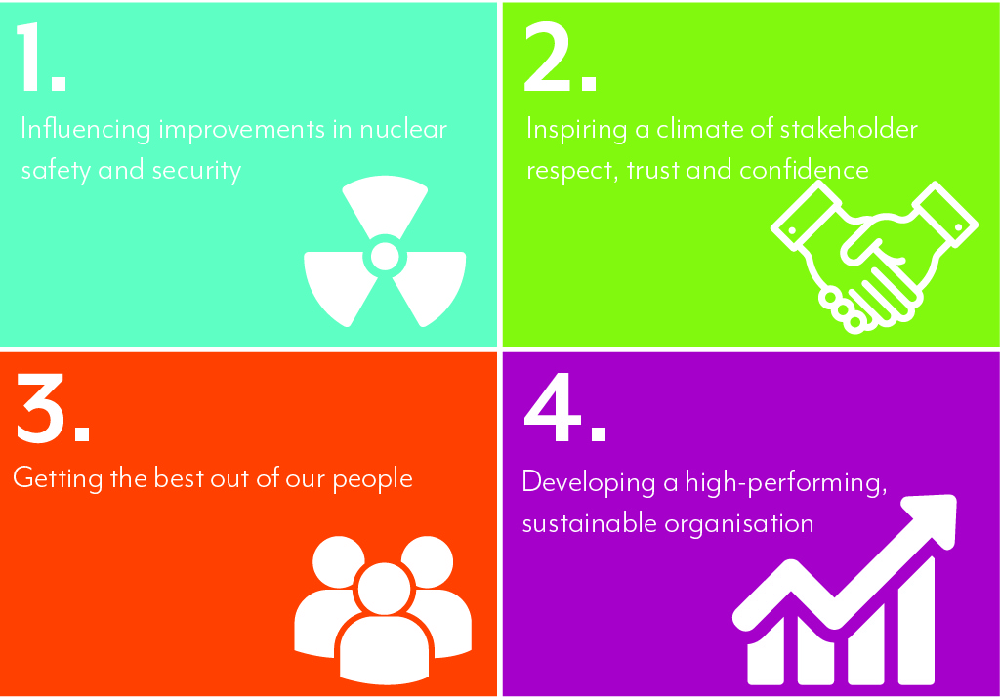 1.
Influencing improvements in nuclear
safety and security
2.
Inspiring a climate of stakeholder
respect, trust and confidence
3.
Getting the best out of our people
4.
Developing a high-performing,
sustainable organisation